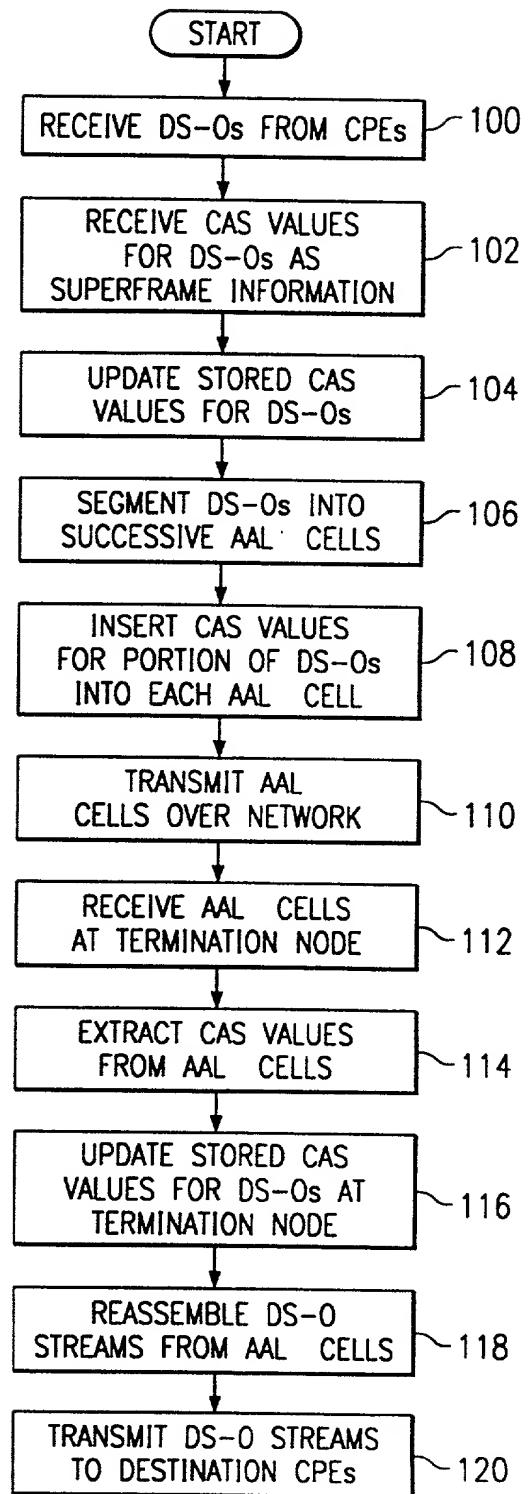 START
RECEIVE DS-0s FROM CPEs
100
RECEIVE CAS VALUES
FOR DS-0s AS
SUPERFRAME INFORMATION
102
UPDATE STORED CAS
VALUES FOR DS-0s
104
SEGMENT DS-0s INTO
SUCCESSIVE AAL CELLS
106
INSERT CAS VALUES
FOR PORTION OF DS-0s
INTO EACH AAL CELL
108
TRANSMIT AAL
CELLS OVER NETWORK
110
RECEIVE AAL CELLS
AT TERMINATION NODE
112
EXTRACT CAS VALUES
FROM AAL CELLS
114
UPDATE STORED CAS
VALUES FOR DS-0s AT
TERMINATION NODE
116
REASSEMBLE DS-0
STREAMS FROM AAL CELLS
118
TRANSMIT DS-0 STREAMS
TO DESTINATION CPEs
120